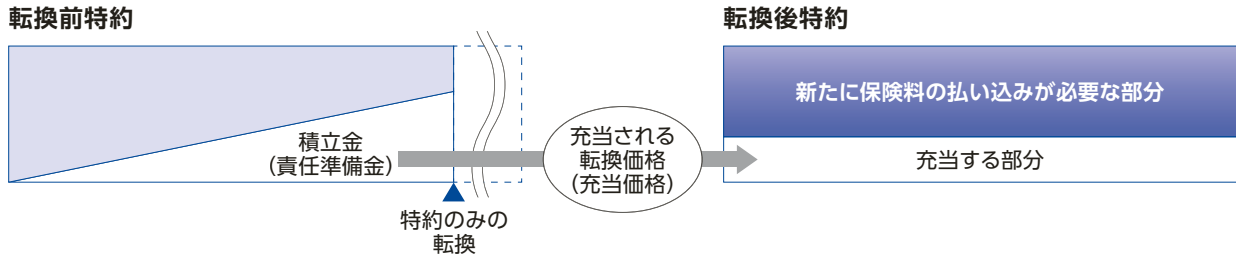 転換前特約
転換後特約
新たに保険料の払い込みが必要な部分
積立金
(責任準備金)
充当される
転換価格
(充当価格)
充当する部分
特約のみの
転換